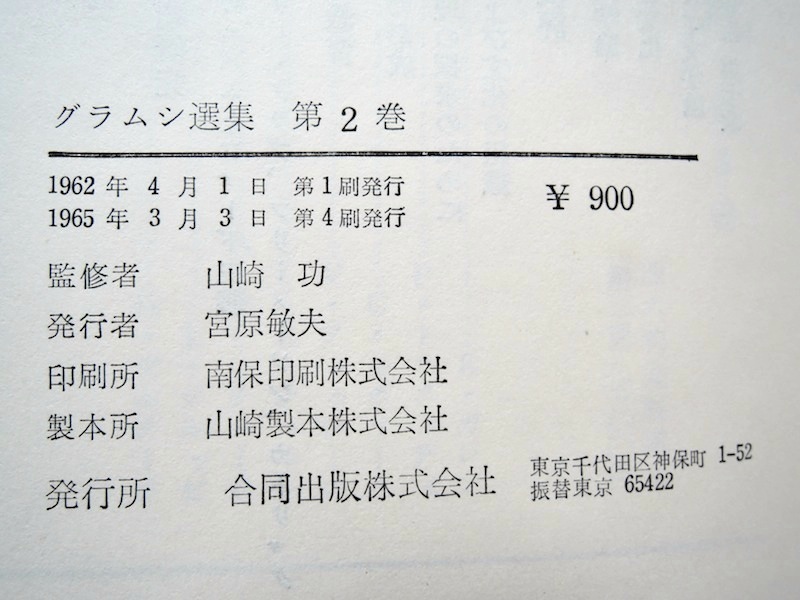 グラムシ選集　第2巻
1962年4月1日　第1刷発行
1965年3月3日　第4刷発行
¥ 900
監修者　山崎　功
発行者　宮原敏夫
印刷所　南保印刷株式会社
製本所　山崎製本株式会社
発行所　合同出版株式会社
東京千代田区神保町 1-52
振替東京 65422